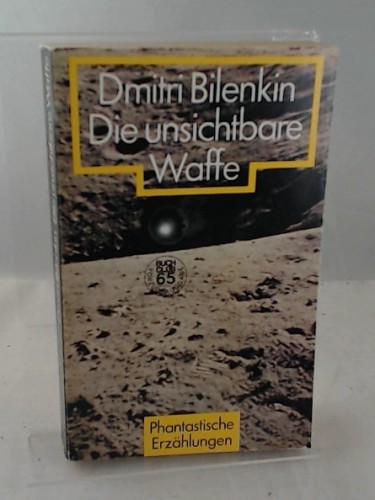 Dmitri Bilenkin
Die unsichtbare
Waffe
BUCH
CLUB
65
Phantastische
Erzählungen